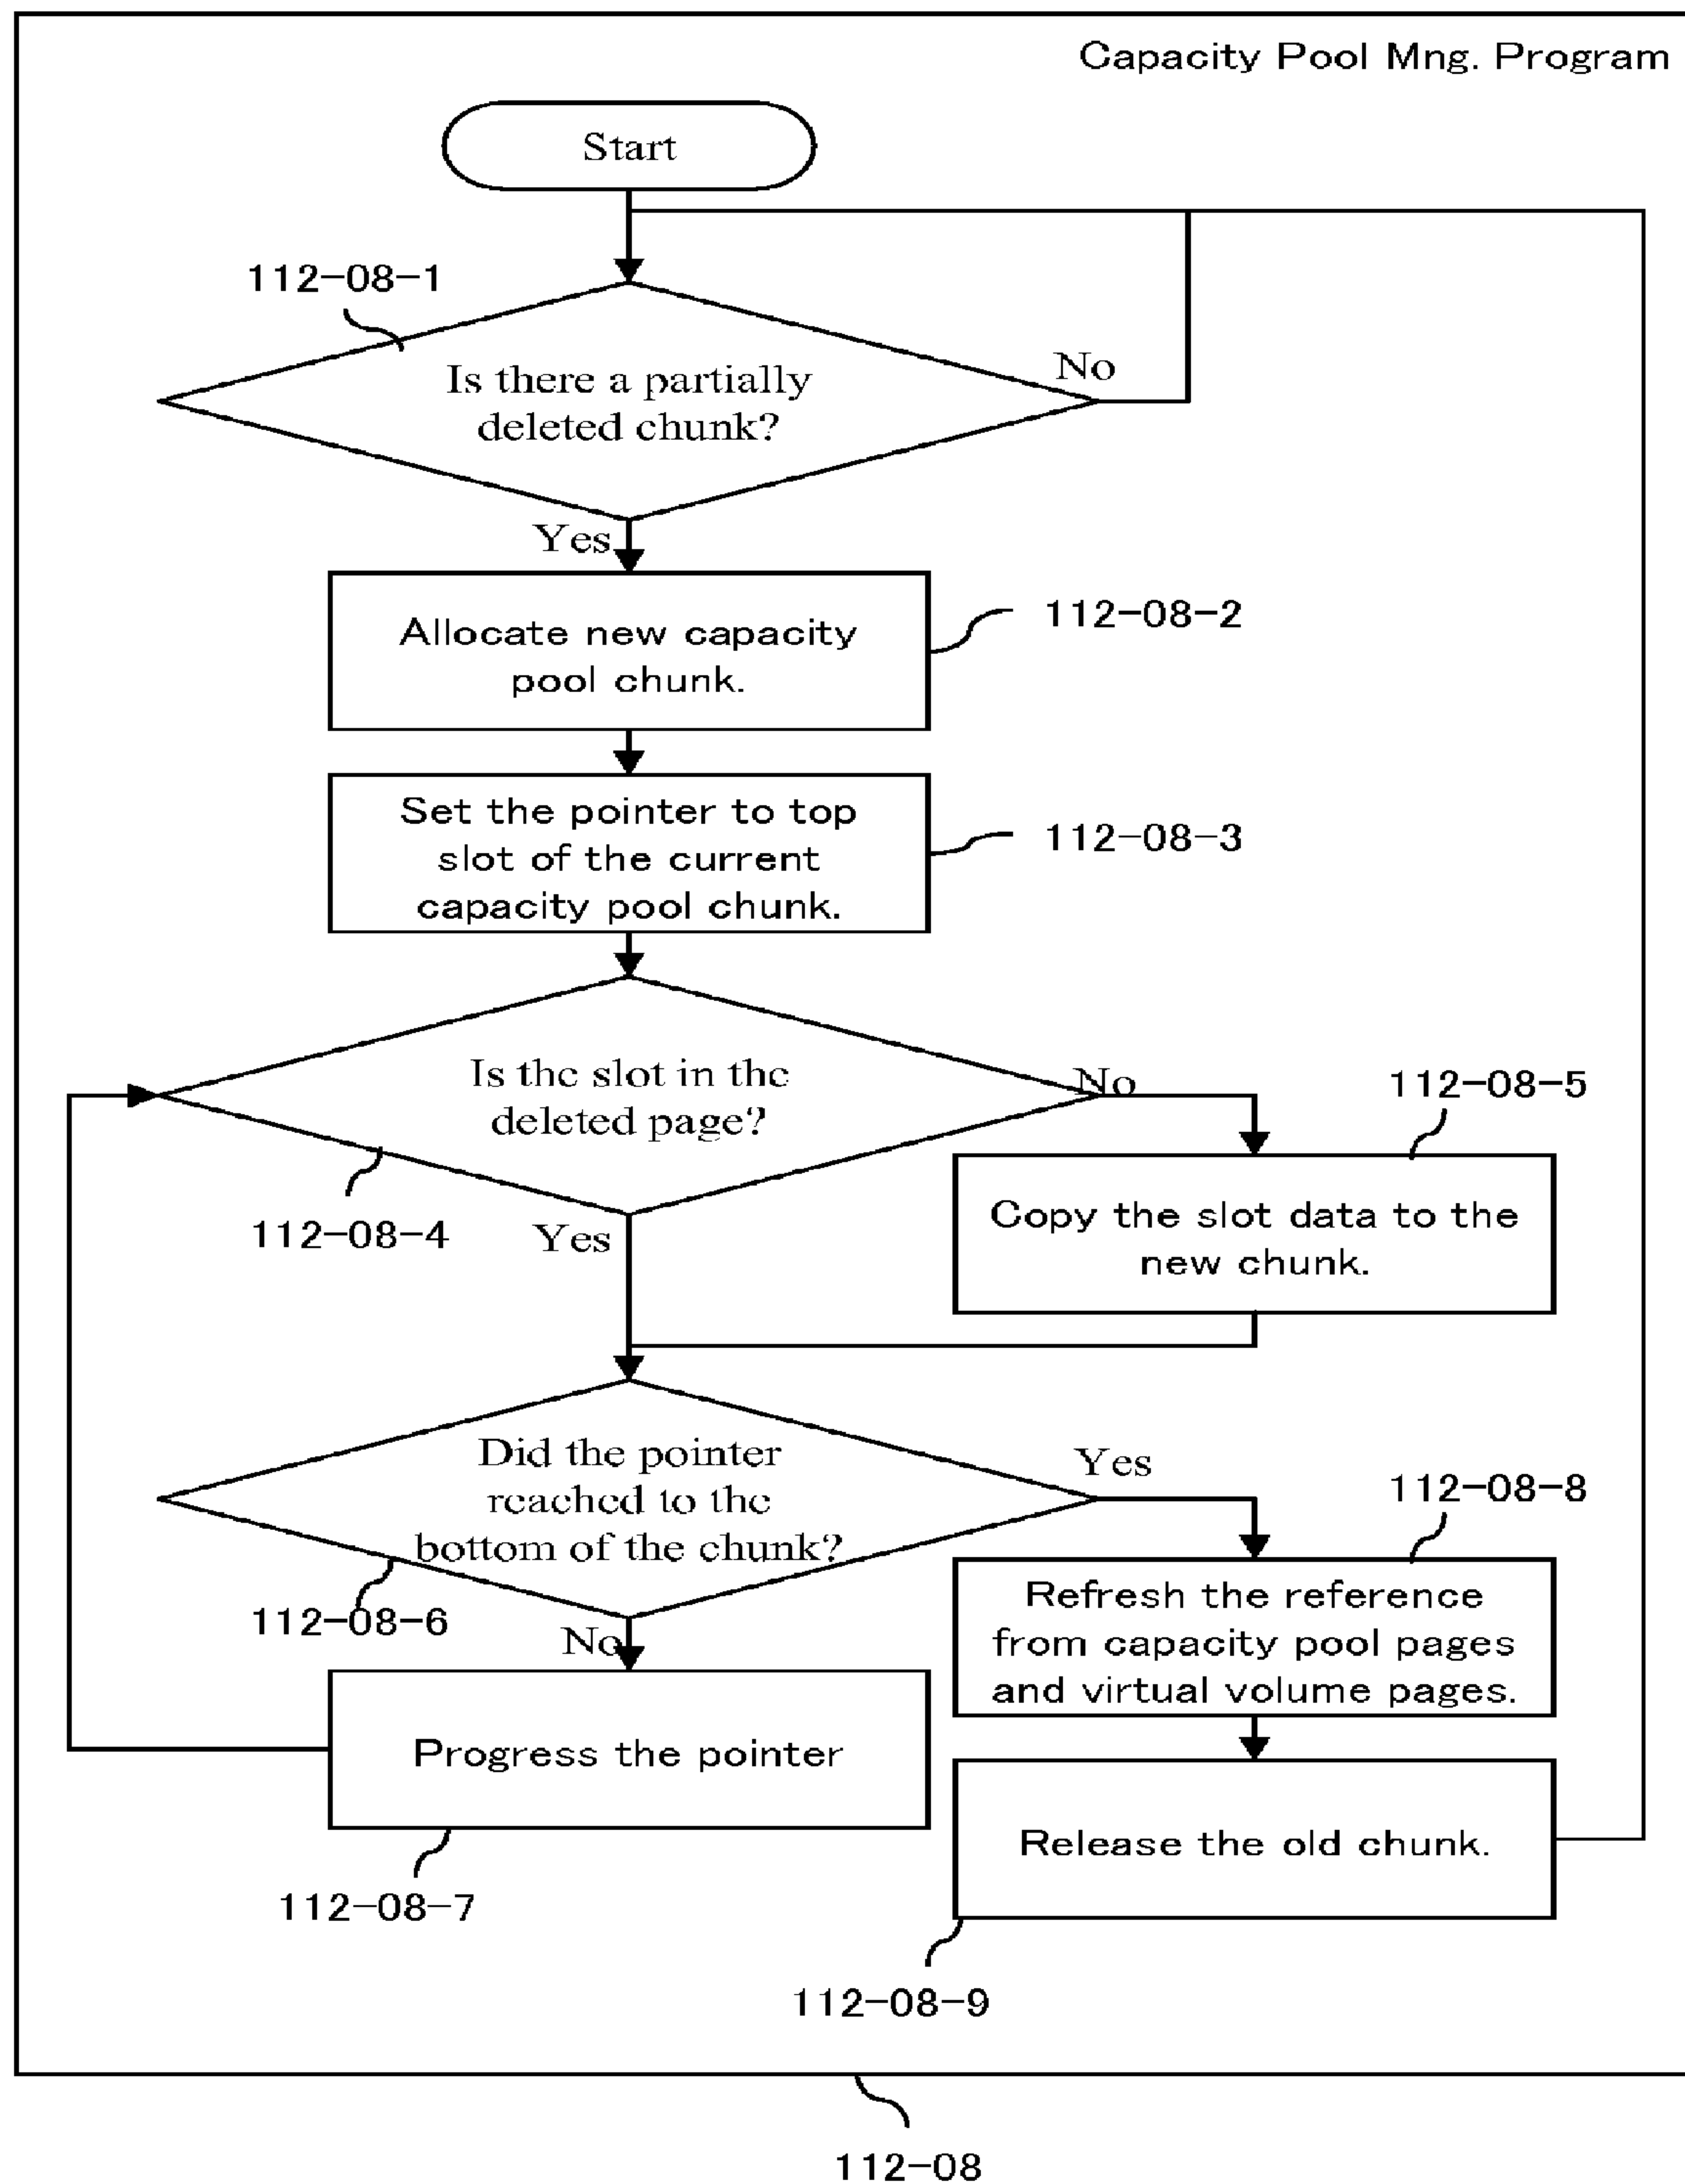 Capacity Pool Mng. Program
Start
112-08-1
Is there a partially
deleted chunk?
No
Yes
Allocate new capacity
pool chunk.
112-08-2
Set the pointer to top
slot of the current
capacity pool chunk.
112-08-3
Is the slot in the
deleted page?
No
112-08-4
Yes
112-08-5
Copy the slot data to the
new chunk.
Did the pointer
reached to the
bottom of the chunk?
Yes
112-08-6
No
112-08-8
Refresh the reference
from capacity pool pages
and virtual volume pages.
Progress the pointer
112-08-7
Release the old chunk.
112-08-9
112-08